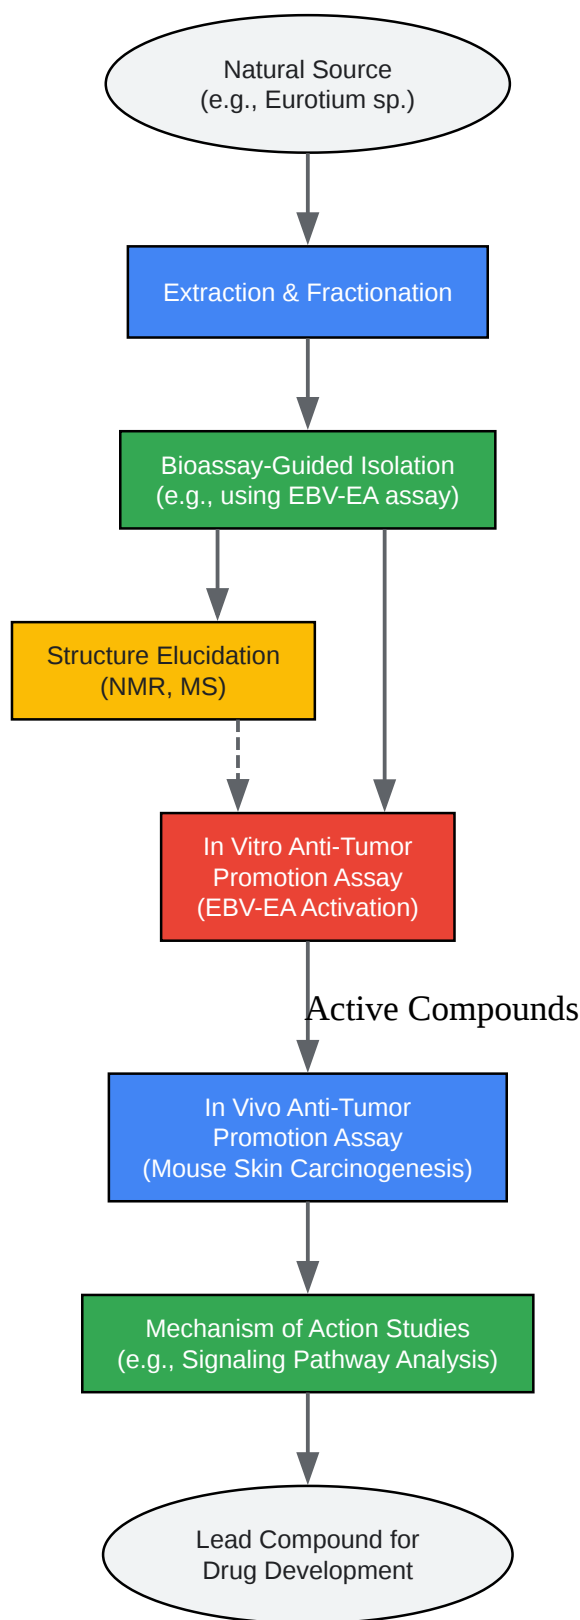 Natural Source
(e.g., Eurotium sp.)
Extraction & Fractionation
Bioassay-Guided Isolation
(e.g., using EBV-EA assay)
Structure Elucidation
(NMR, MS)
In Vitro Anti-Tumor
Promotion Assay
(EBV-EA Activation)
Active Compounds
In Vivo Anti-Tumor
Promotion Assay
(Mouse Skin Carcinogenesis)
Mechanism of Action Studies
(e.g., Signaling Pathway Analysis)
Lead Compound for
Drug Development